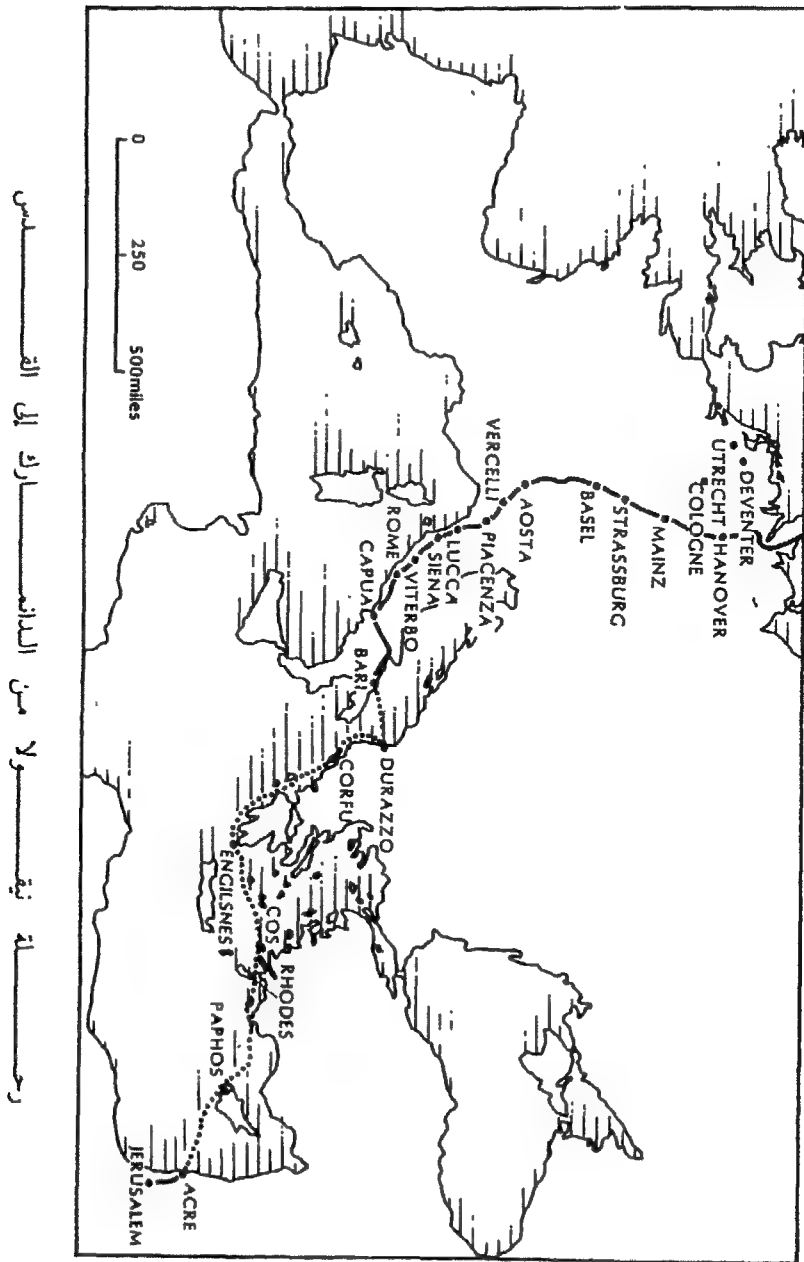 DEVENTER
UTRECHT
HANOVER
COLOGNE
MAINZ
STRASSBURG
BASEL
AOSTA
VERCELLI
PIACENZA
LUCCA
SIENA
VITERBO
ROME
CAPUA
BARI
DURAZZO
CORFU
ENGILSNES
COS
RHODES
PAPHOS
ACRE
JERUSALEM
0 250 500miles
رحلة نيقولا من الدانمارك إلى القدس